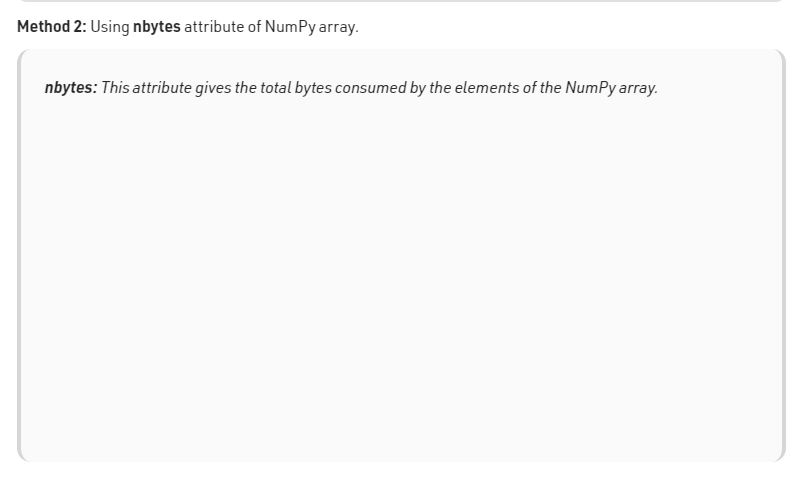 Method 2: Using nbytes attribute of NumPy array.
nbytes: This attribute gives the total bytes consumed by the elements of the NumPy array.